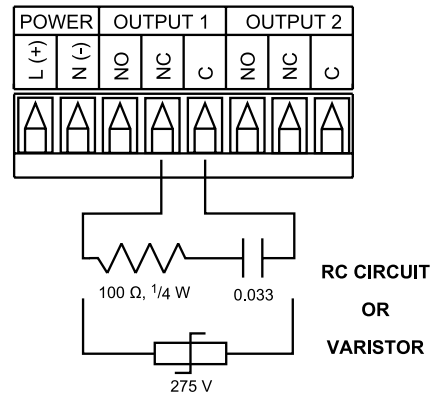 POWER OUTPUT 1 OUTPUT 2
L (+) N (-) NO NC C NO NC C
100 Ω, 1/4 W 0.033
RC CIRCUIT
OR
VARISTOR
275 V